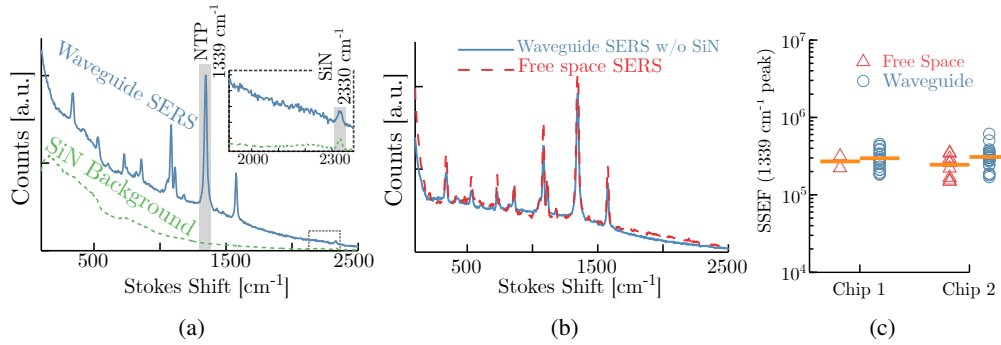 Counts [a.u.]
Waveguide SERS
SiN Background
NTP
1339 cm⁻¹
SiN
2330 cm⁻¹
2000 2300
500 1500 2500
Stokes Shift [cm⁻¹]
(a)
Counts [a.u.]
Waveguide SERS w/o SiN
Free space SERS
500 1500 2500
Stokes Shift [cm⁻¹]
(b)
SSEF (1339 cm⁻¹ peak)
10⁷
10⁶
10⁵
10⁴
Free Space
Waveguide
Chip 1 Chip 2
(c)